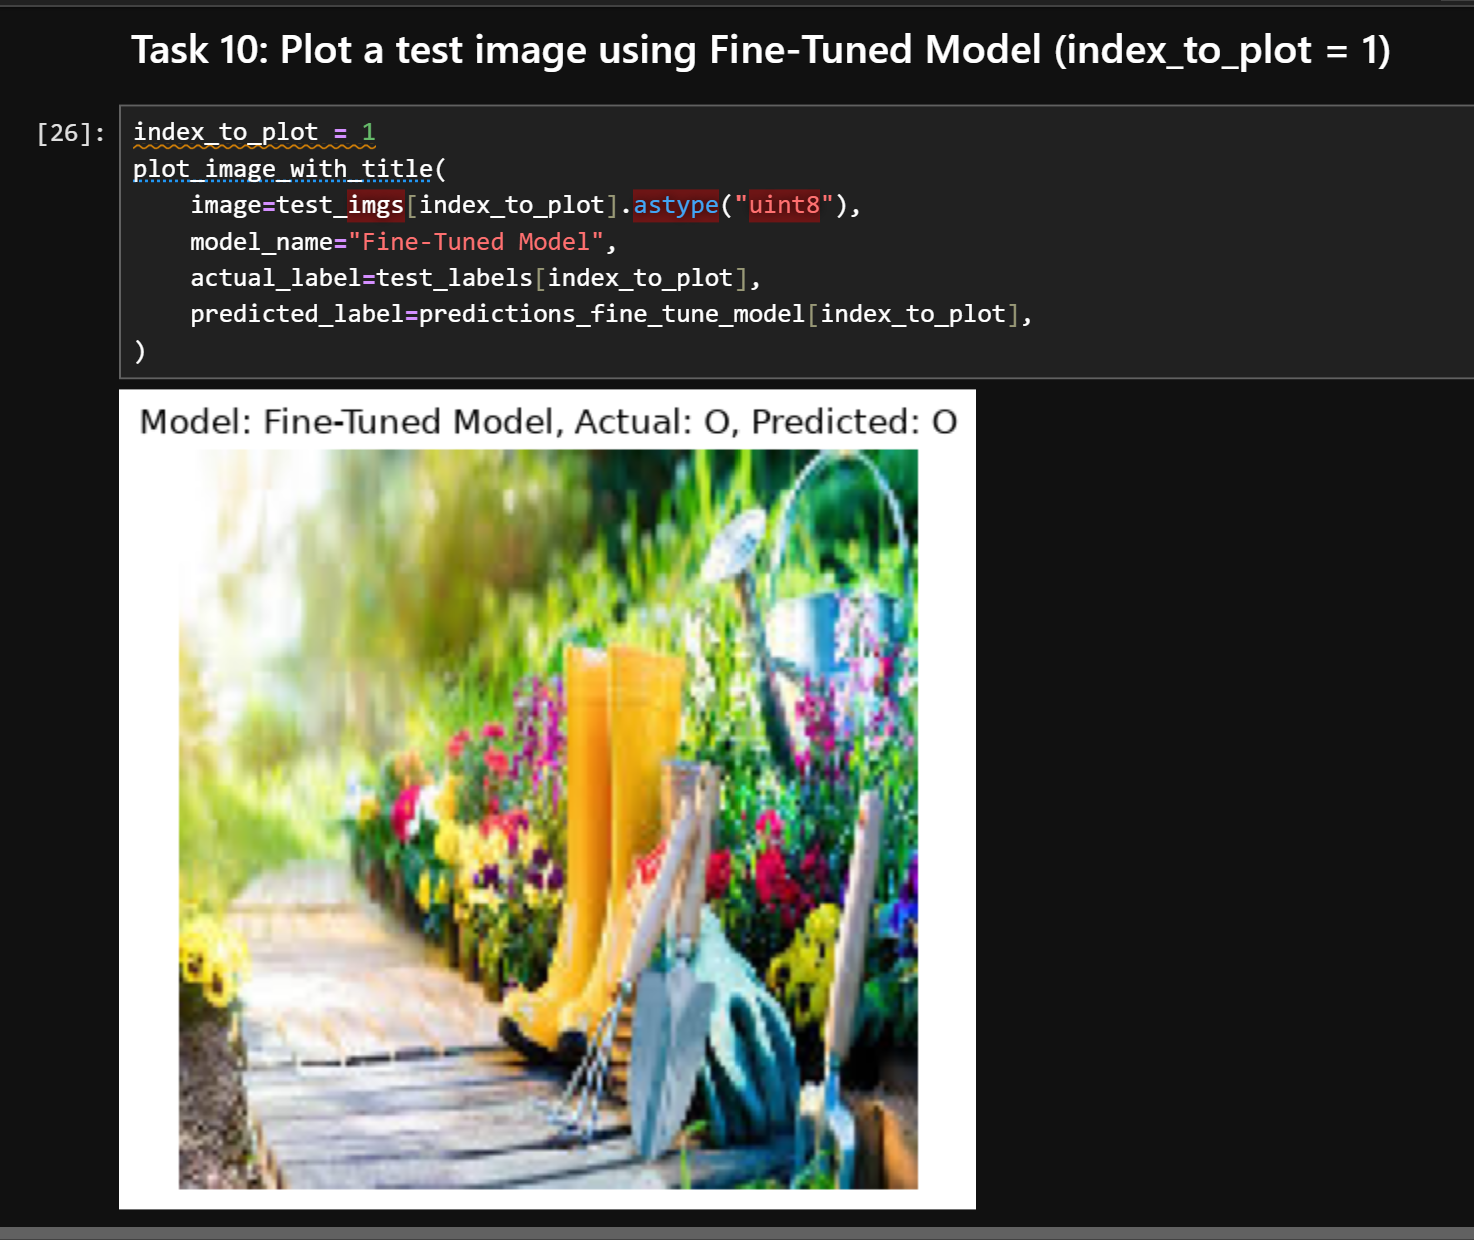 Task 10: Plot a test image using Fine-Tuned Model (index_to_plot = 1)
[26]:
index_to_plot = 1
plot_image_with_title(
    image=test_imgs[index_to_plot].astype("uint8"),
    model_name="Fine-Tuned Model",
    actual_label=test_labels[index_to_plot],
    predicted_label=predictions_fine_tune_model[index_to_plot],
)
Model: Fine-Tuned Model, Actual: O, Predicted: O